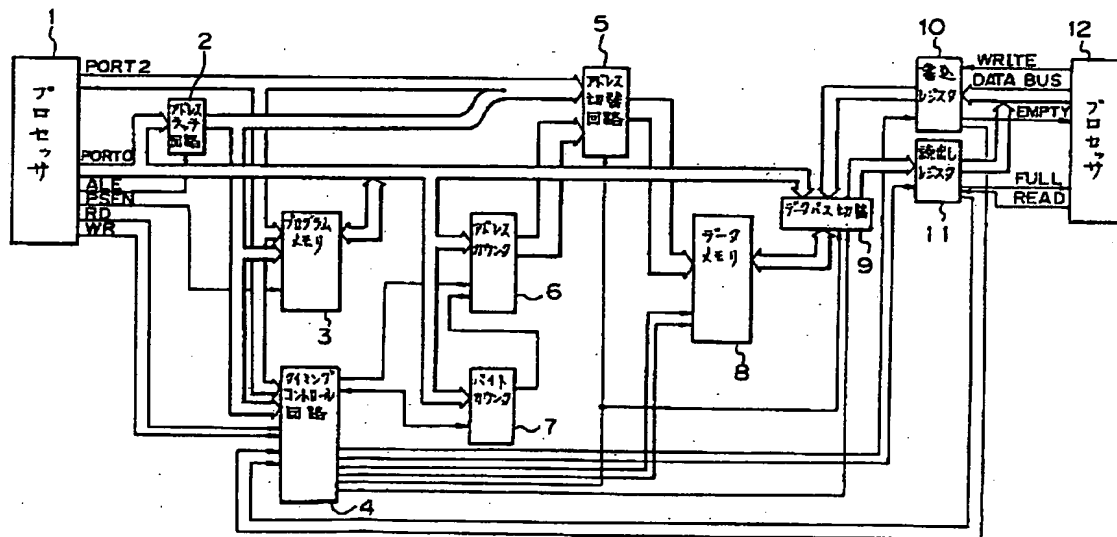 1
プロセッサ
PORT2
PORT0
ALE
PSEN
RD
WR
2
アドレス
ラッチ
回路
プログラム
メモリ
3
タイミング
コントロール
回路
4
5
アドレス
切替
回路
アドレス
カウンタ
6
バイト
カウンタ
7
データ
メモリ
8
データバス切替
9
10
書込
レジスタ
読出し
レジスタ
11
WRITE
DATA BUS
EMPTY
FULL
READ
12
プロセッサ